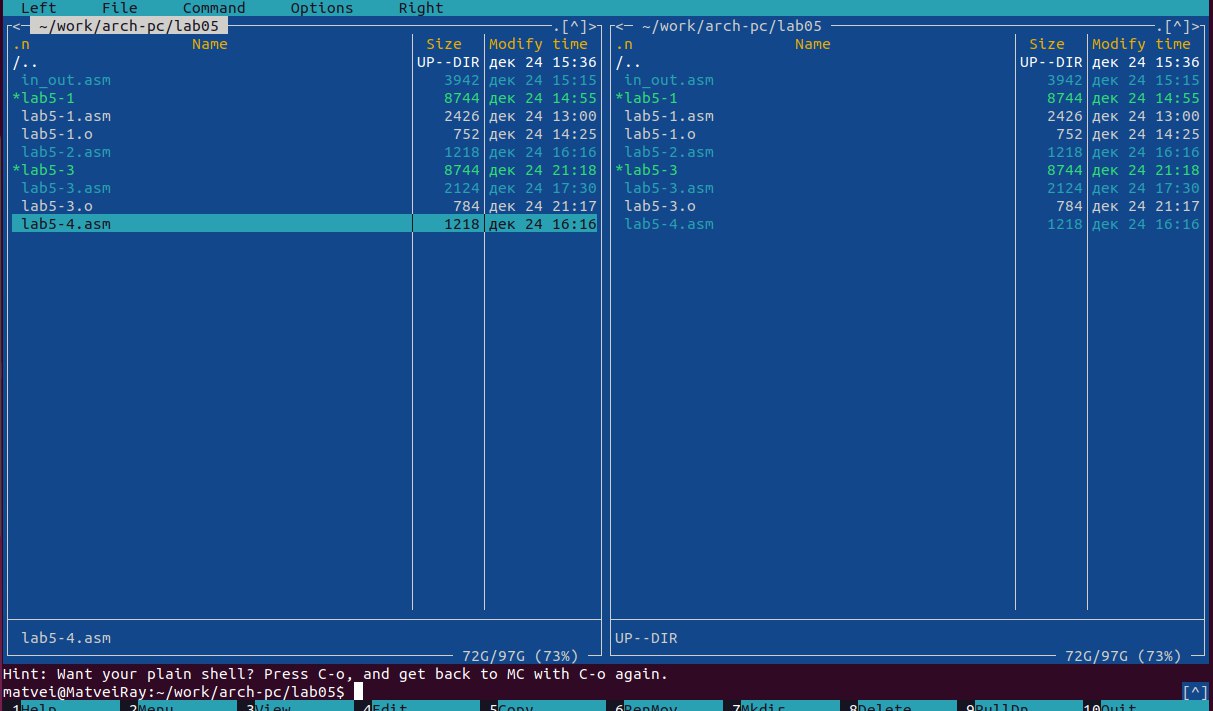 Left File Command Options Right
<─ ~/work/arch-pc/lab05 .[^]>
.n Name Size Modify time
/.. UP--DIR дек 24 15:36
in_out.asm 3942 дек 24 15:15
*lab5-1 8744 дек 24 14:55
lab5-1.asm 2426 дек 24 13:00
lab5-1.o 752 дек 24 14:25
lab5-2.asm 1218 дек 24 16:16
*lab5-3 8744 дек 24 21:18
lab5-3.asm 2124 дек 24 17:30
lab5-3.o 784 дек 24 21:17
lab5-4.asm 1218 дек 24 16:16
lab5-4.asm
72G/97G (73%)
<─ ~/work/arch-pc/lab05 .[^]>
.n Name Size Modify time
/.. UP--DIR дек 24 15:36
in_out.asm 3942 дек 24 15:15
*lab5-1 8744 дек 24 14:55
lab5-1.asm 2426 дек 24 13:00
lab5-1.o 752 дек 24 14:25
lab5-2.asm 1218 дек 24 16:16
*lab5-3 8744 дек 24 21:18
lab5-3.asm 2124 дек 24 17:30
lab5-3.o 784 дек 24 21:17
lab5-4.asm 1218 дек 24 16:16
UP--DIR
72G/97G (73%)
Hint: Want your plain shell? Press C-o, and get back to MC with C-o again.
matvei@MatveiRay:~/work/arch-pc/lab05$ [^]
1Help 2Menu 3View 4Edit 5Copy 6RenMov 7Mkdir 8Delete 9PullDn 10Quit